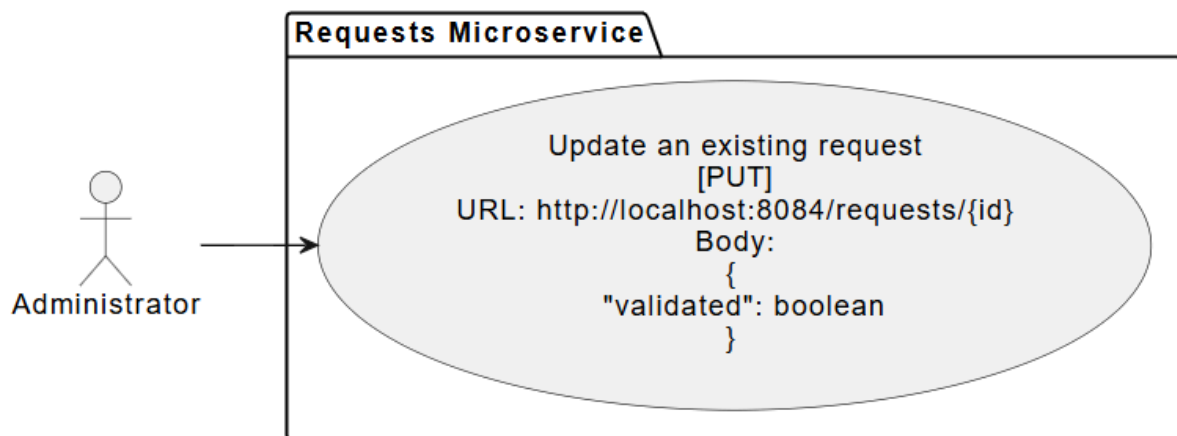 Requests Microservice
Update an existing request
[PUT]
URL: http://localhost:8084/requests/{id}
Body:
{
"validated": boolean
}
Administrator